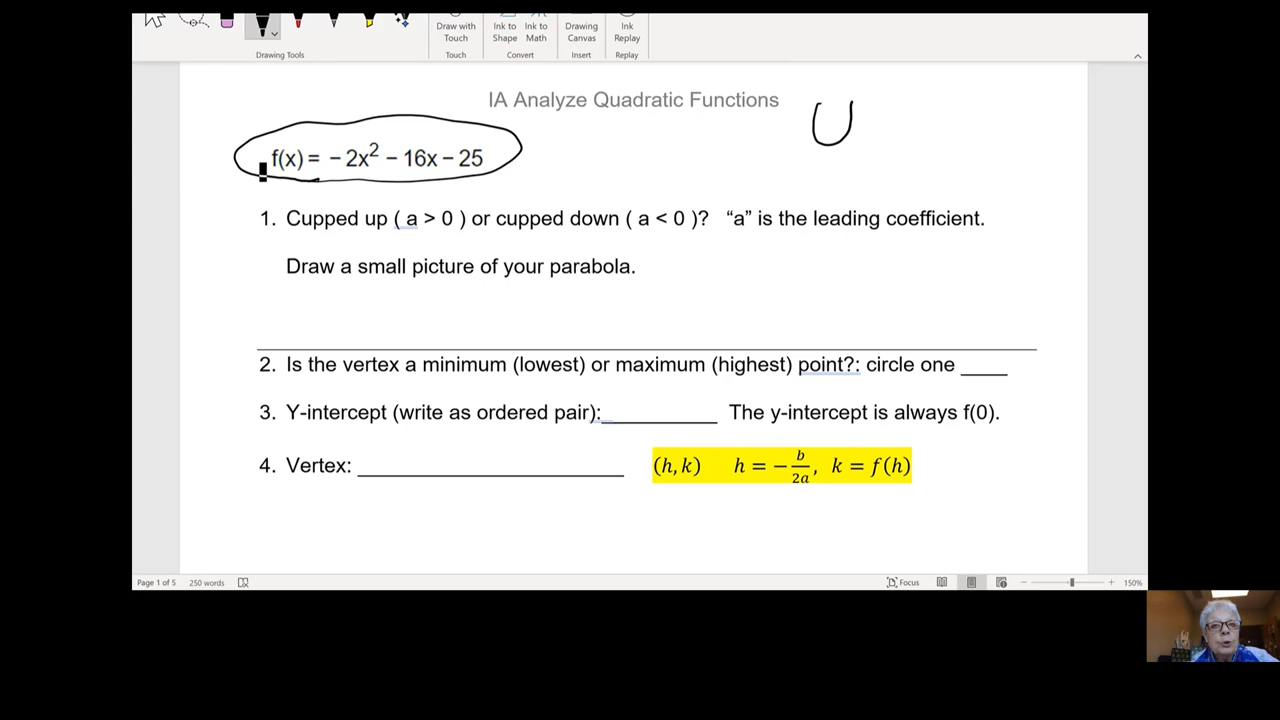 Draw with Touch
Ink to Shape
Ink to Math
Drawing Canvas
Ink Replay
Drawing Tools
Touch
Convert
Insert
Replay
IA Analyze Quadratic Functions
U
f(x) = − 2x² − 16x − 25
1. Cupped up ( a > 0 ) or cupped down ( a < 0 )? “a” is the leading coefficient.
Draw a small picture of your parabola.
2. Is the vertex a minimum (lowest) or maximum (highest) point?: circle one ____
3. Y-intercept (write as ordered pair):__________ The y-intercept is always f(0).
4. Vertex: ______________________ (h, k) h = −b/2a, k = f(h)
Page 1 of 5 250 words Focus 150%